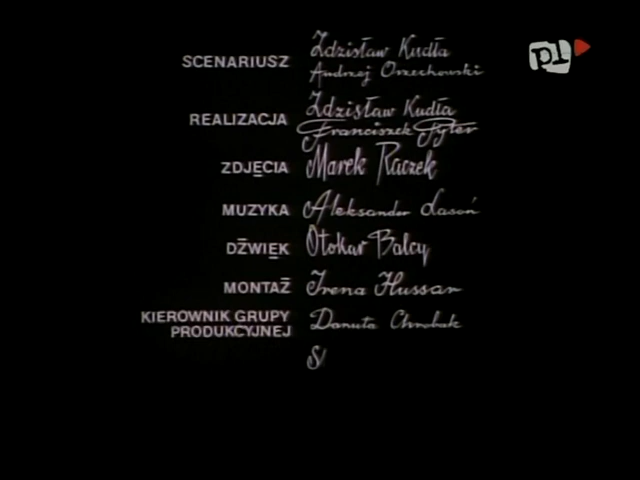 SCENARIUSZ Zdzisław Kudła
Andrzej Orzechowski
REALIZACJA Zdzisław Kudła
Franciszek Pyter
ZDJĘCIA Marek Raczek
MUZYKA Aleksander Lasoń
DŹWIĘK Otokar Balcy
MONTAŻ Irena Hussar
KIEROWNIK GRUPY
PRODUKCYJNEJ Danuta Chrobak
S
pl